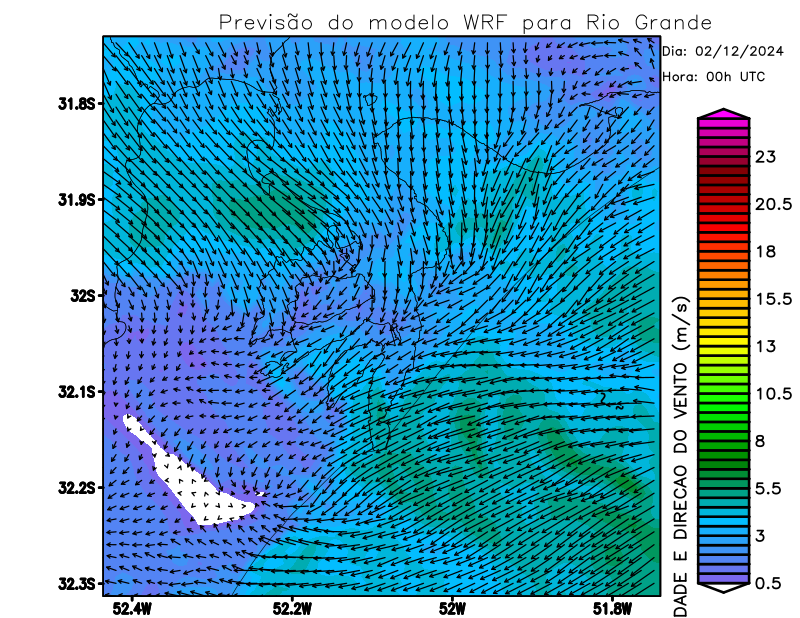 Previsão do modelo WRF para Rio Grande
Dia: 02/12/2024
Hora: 00h UTC
31.8S
31.9S
32S
32.1S
32.2S
32.3S
52.4W
52.2W
52W
51.8W
23
20.5
18
15.5
13
10.5
8
5.5
3
0.5
DADE E DIRECAO DO VENTO (m/s)